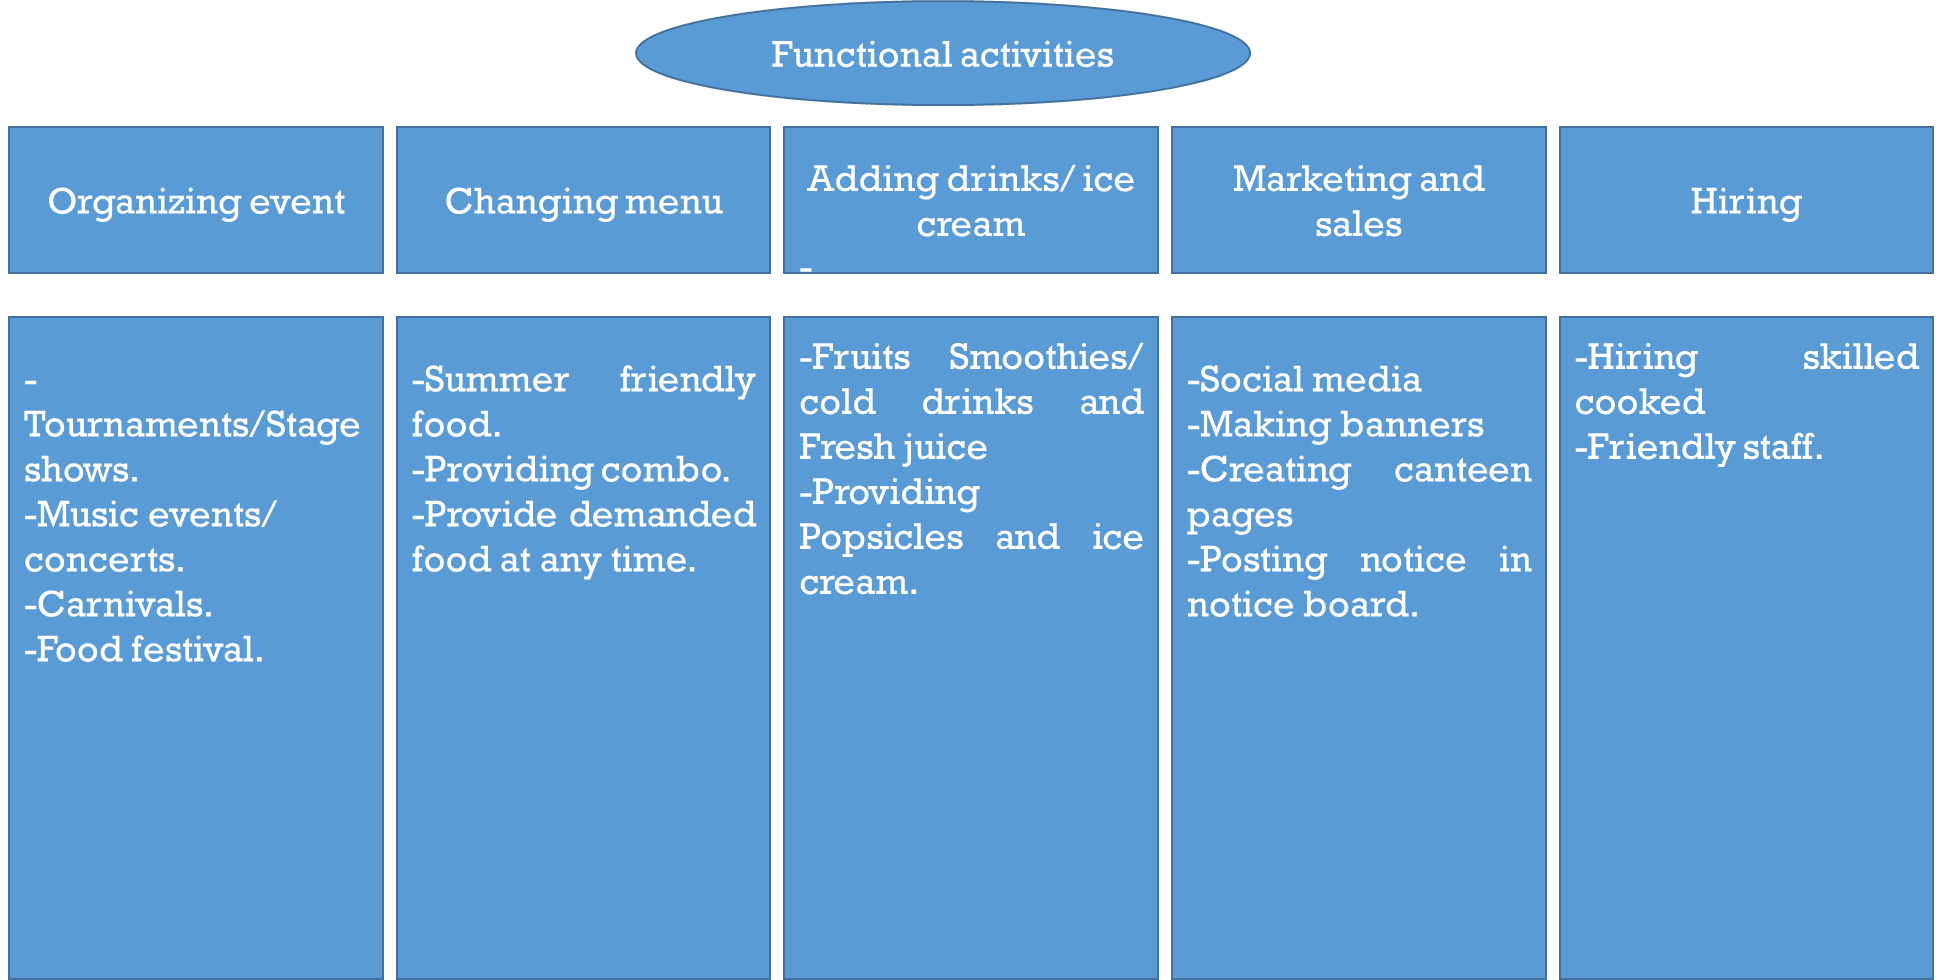 Functional activities
Organizing event
Changing menu
Adding drinks/ ice
cream
-
Marketing and
sales
Hiring
-
Tournaments/Stage
shows.
-Music events/
concerts.
-Carnivals.
-Food festival.
-Summer friendly
food.
-Providing combo.
-Provide demanded
food at any time.
-Fruits Smoothies/
cold drinks and
Fresh juice
-Providing
Popsicles and ice
cream.
-Social media
-Making banners
-Creating canteen
pages
-Posting notice in
notice board.
-Hiring skilled
cooked
-Friendly staff.